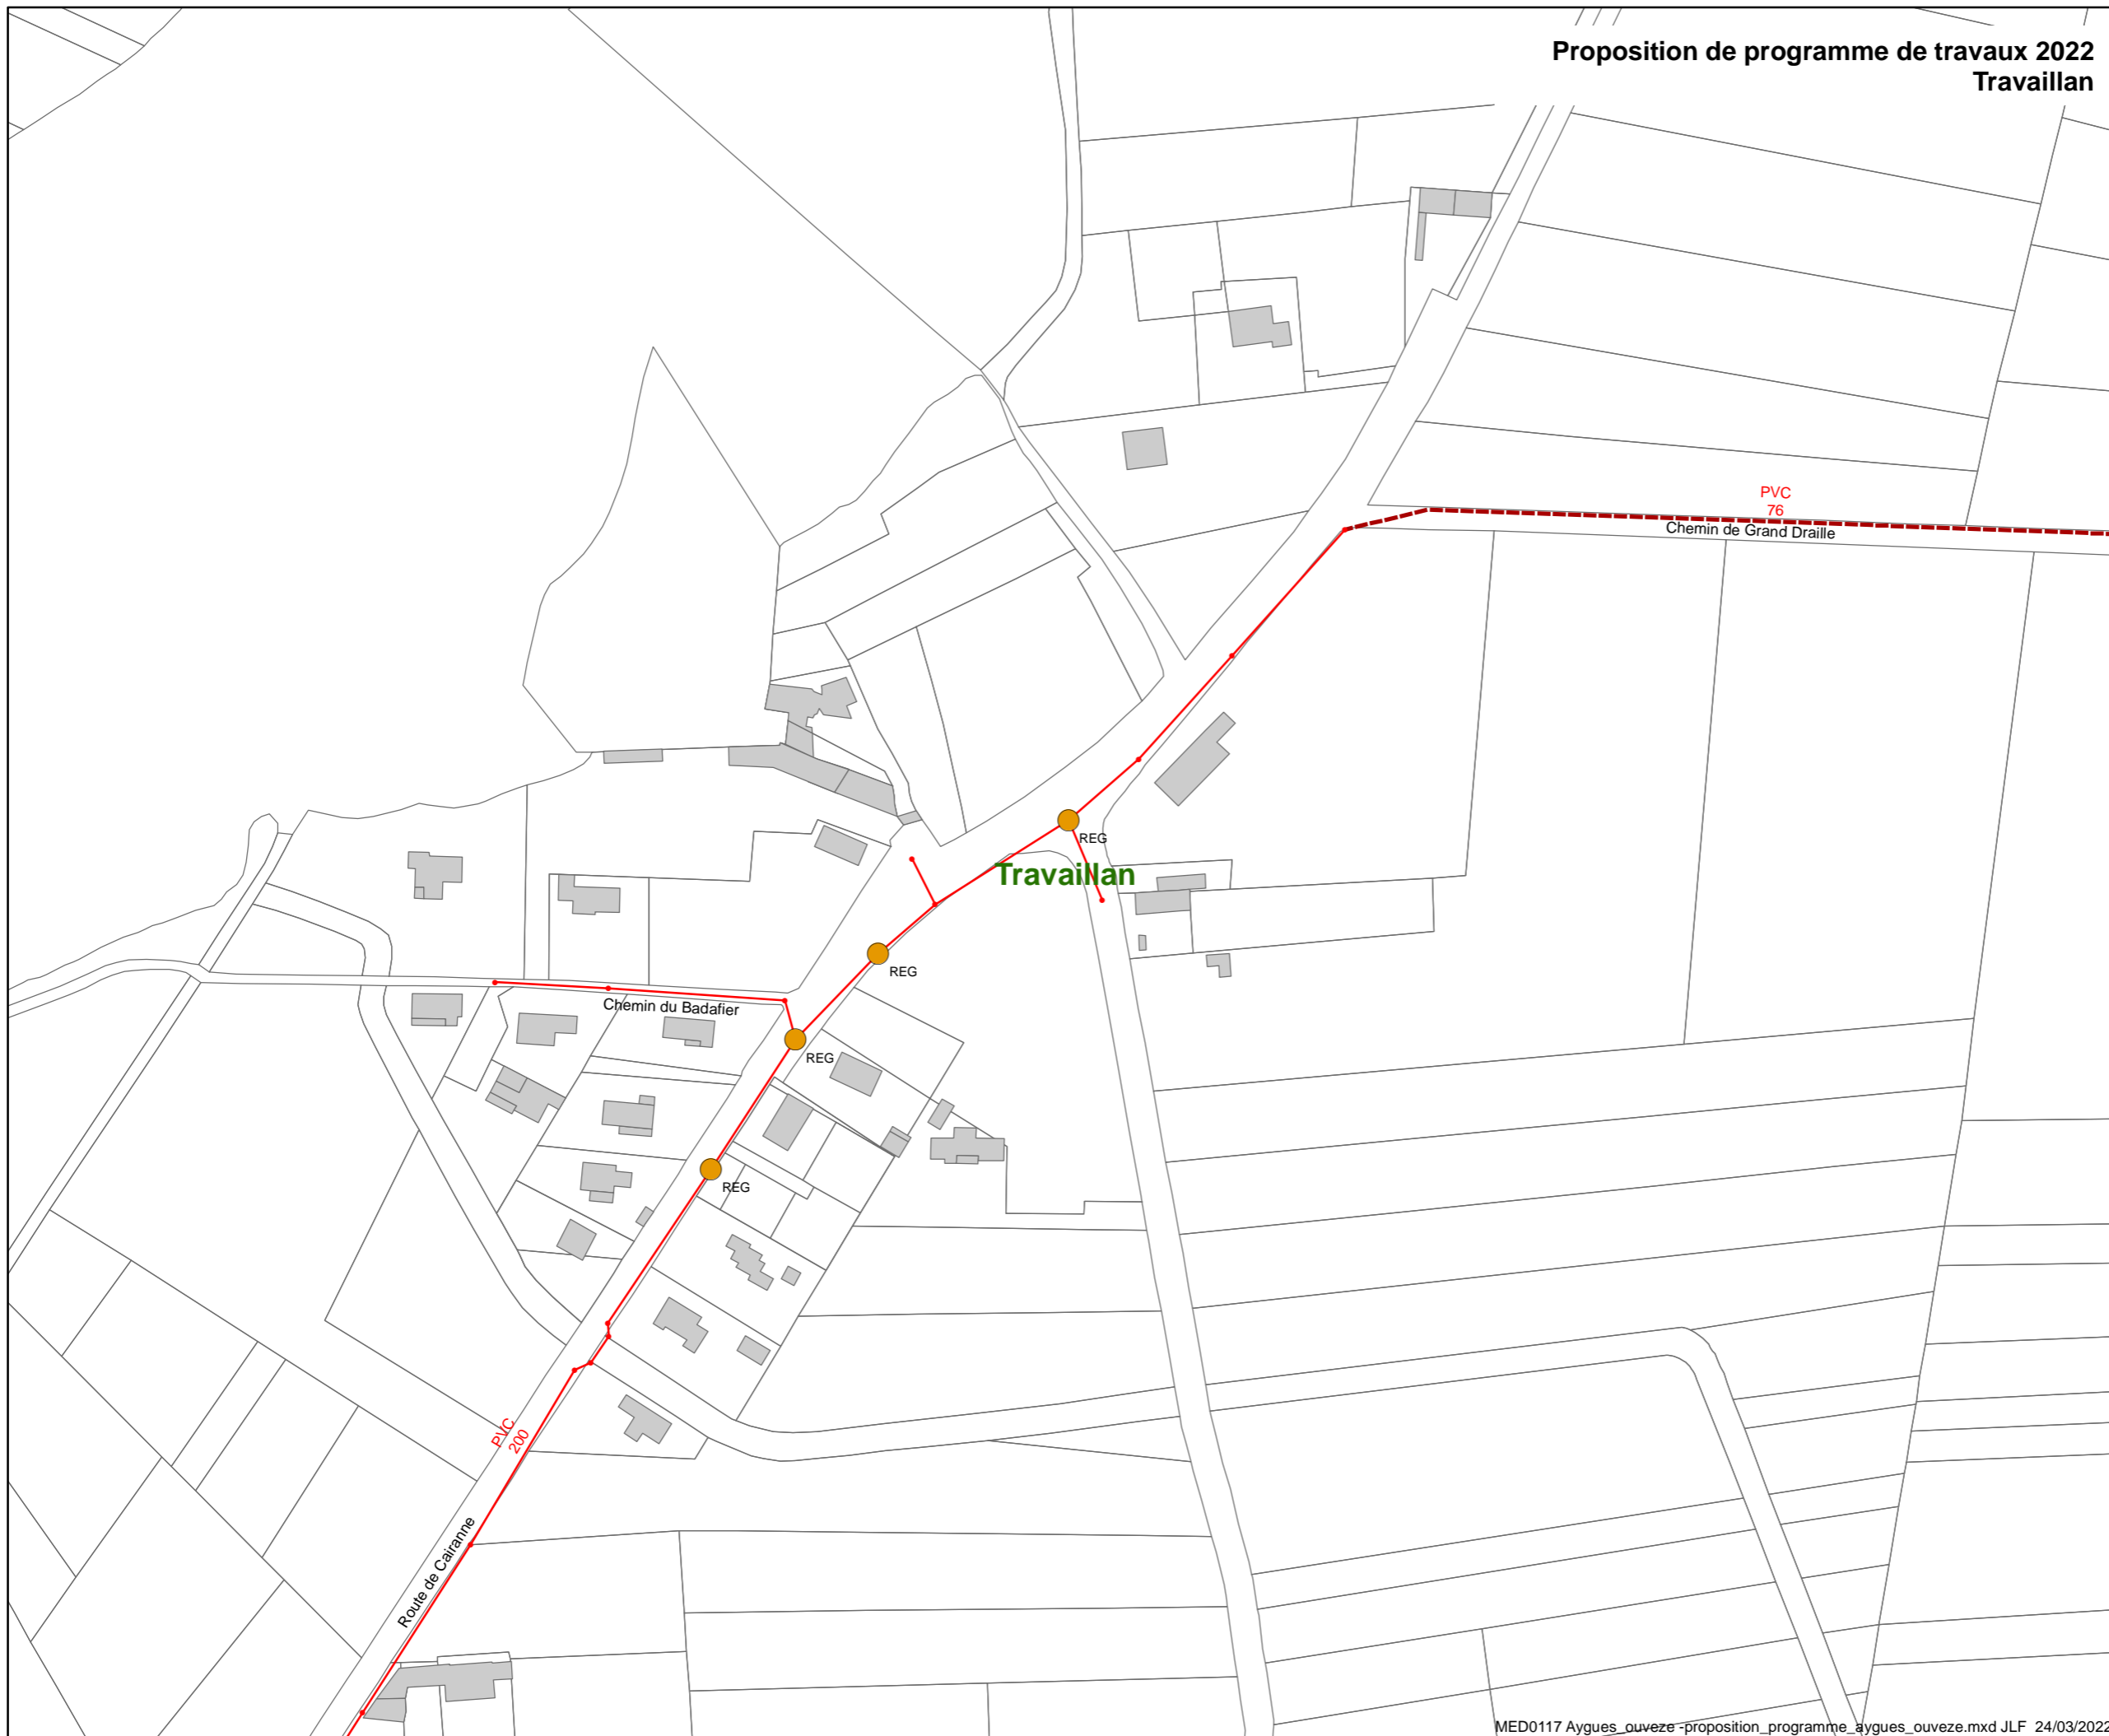 Proposition de programme de travaux 2022
Travaillan
PVC
76
Chemin de Grand Draille
REG
Travaillan
REG
Chemin du Badafier
REG
REG
PVC
200
Route de Cairanne
MED0117 Aygues_ouveze -proposition_programme_aygues_ouveze.mxd JLF 24/03/2022